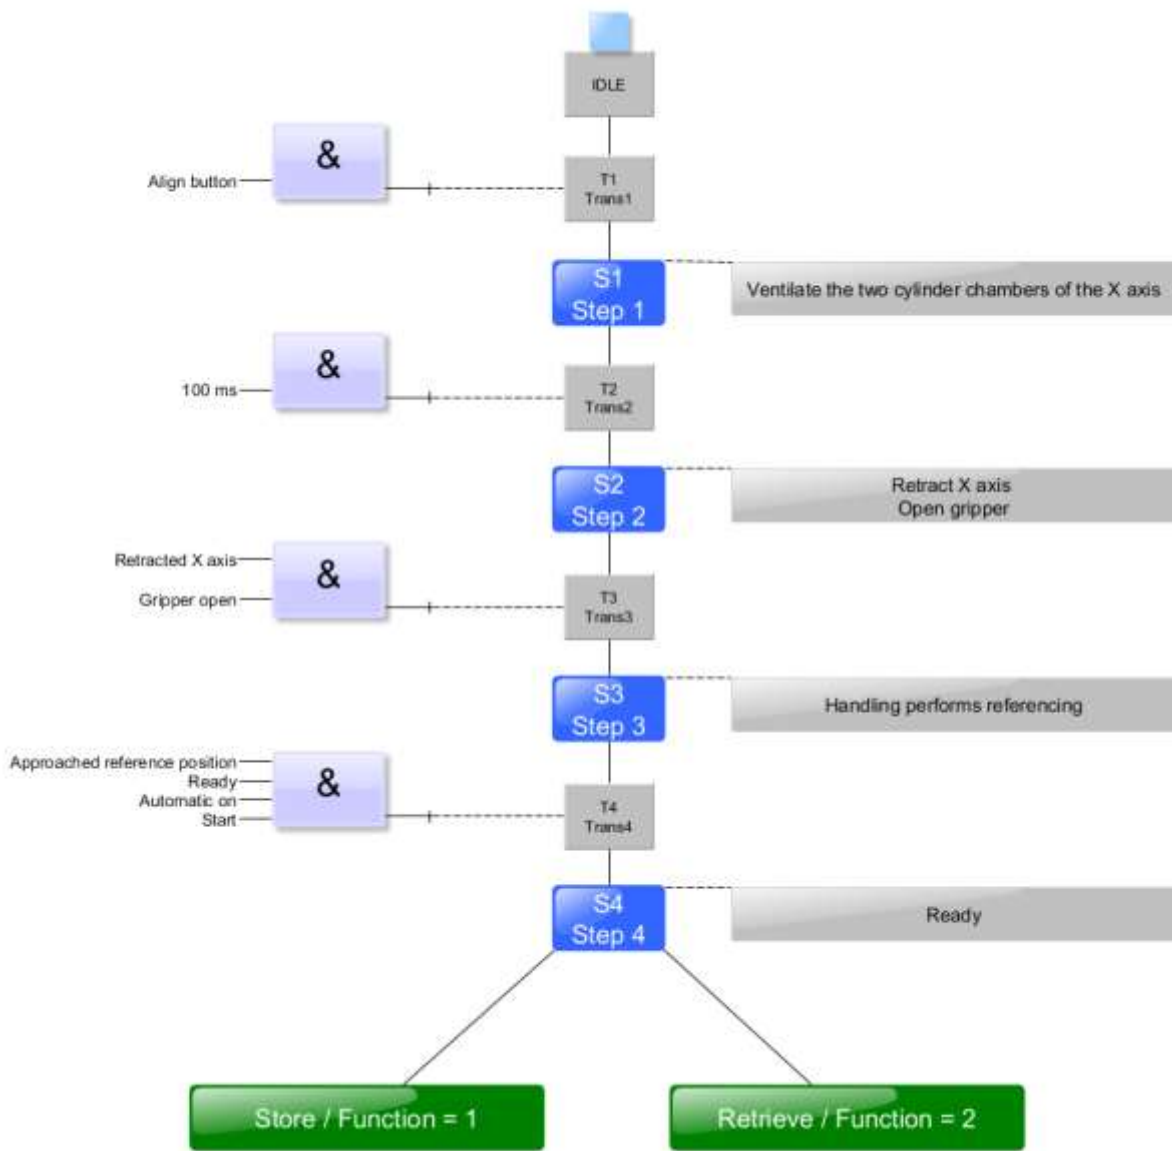 IDLE
&
Align button
T1
Trans1
S1
Step 1
Ventilate the two cylinder chambers of the X axis
&
100 ms
T2
Trans2
S2
Step 2
Retract X axis
Open gripper
Retracted X axis
&
Gripper open
T3
Trans3
S3
Step 3
Handling performs referencing
Approached reference position
&
Ready
Automatic on
Start
T4
Trans4
S4
Step 4
Ready
Store / Function = 1
Retrieve / Function = 2